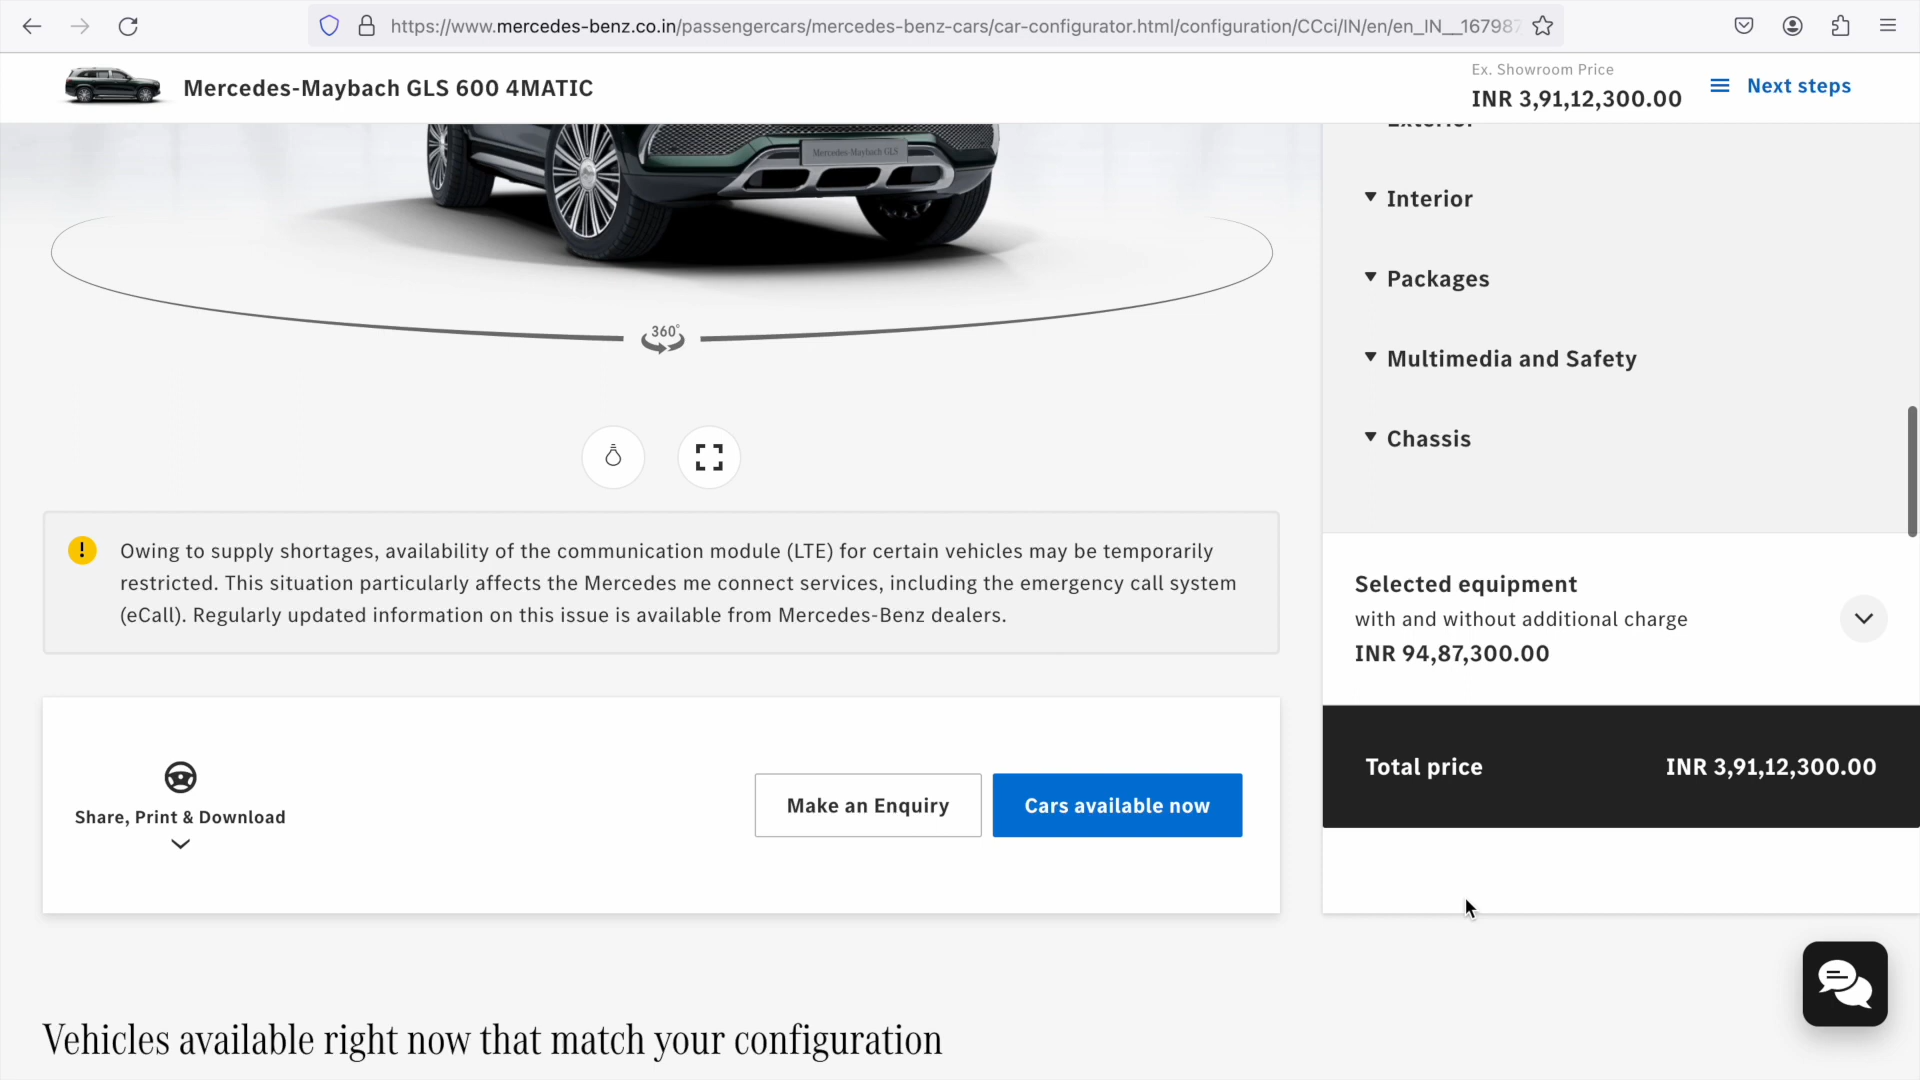 https://www.mercedes-benz.co.in/passengercars/mercedes-benz-cars/car-configurator.html/configuration/CCci/IN/en/en_IN__16798
Mercedes-Maybach GLS 600 4MATIC
Ex. Showroom Price
INR 3,91,12,300.00
Next steps
Mercedes-Maybach GLS
Exterior
Interior
Packages
Multimedia and Safety
Chassis
360°
Owing to supply shortages, availability of the communication module (LTE) for certain vehicles may be temporarily
restricted. This situation particularly affects the Mercedes me connect services, including the emergency call system
(eCall). Regularly updated information on this issue is available from Mercedes-Benz dealers.
Selected equipment
with and without additional charge
INR 94,87,300.00
Total price INR 3,91,12,300.00
Share, Print & Download
Make an Enquiry
Cars available now
Vehicles available right now that match your configuration